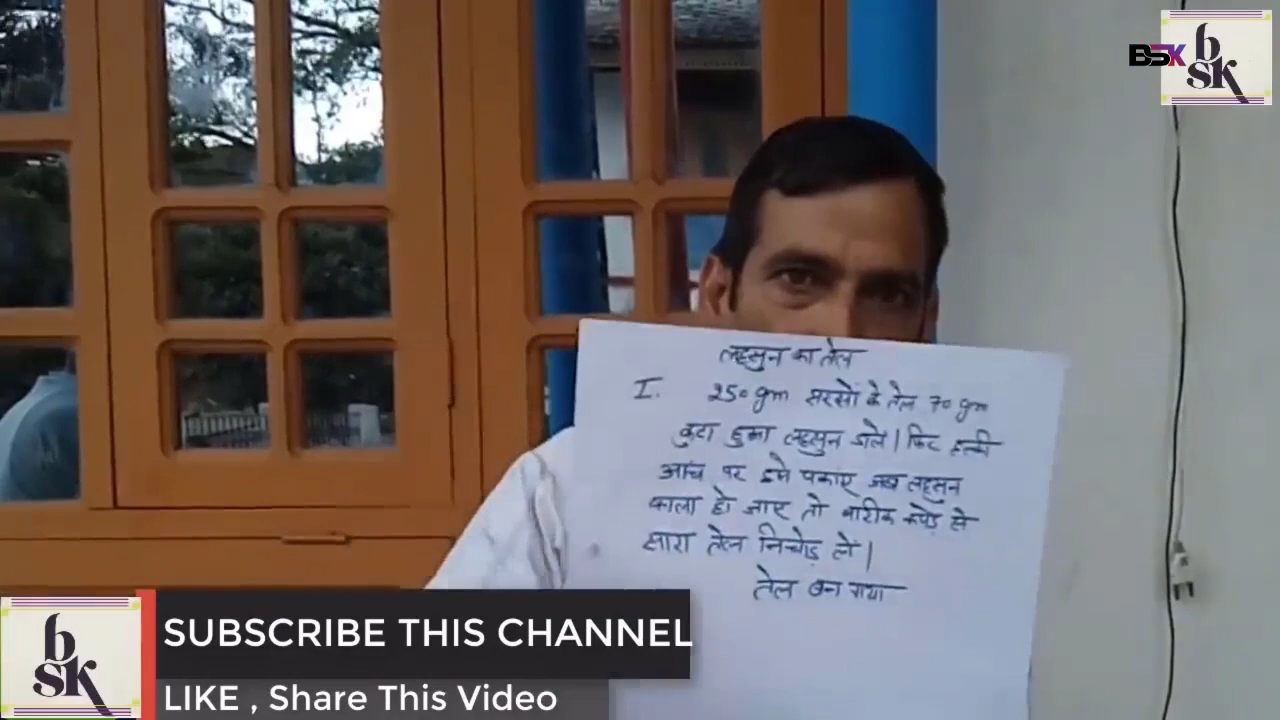 BSK
bsk
लहसुन का तेल
I. 250 gm सरसों के तेल 70 gm
कुटा हुआ लहसुन डाले। फिर हल्की
आंच पर इसे पकाए जब लहसुन
काला हो जाए तो बारीक कपड़े से
सारा तेल निचोड़ ले।
तेल बन गया
bsk
SUBSCRIBE THIS CHANNEL
LIKE , Share This Video